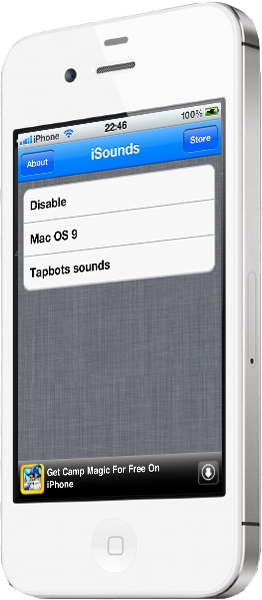 iPhone
22:46
100%
About
iSounds
Store
Disable
Mac OS 9
Tapbots sounds
Get Camp Magic For Free On
iPhone